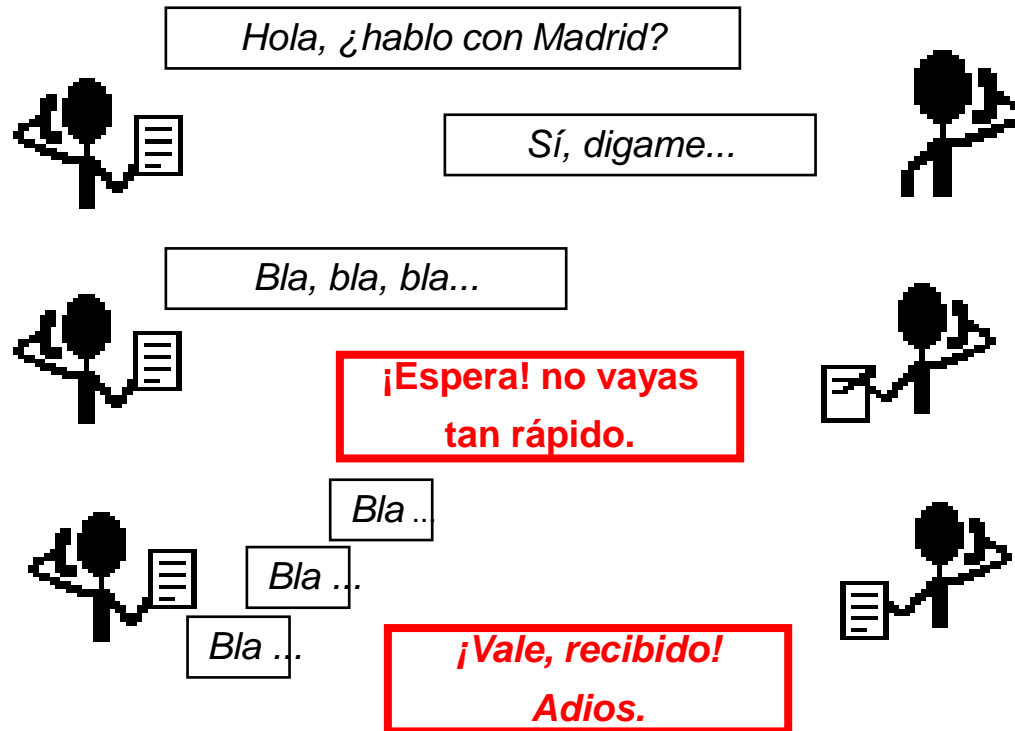 Hola, ¿hablo con Madrid?
Sí, digame...
Bla, bla, bla...
¡Espera! no vayas
tan rápido.
Bla ...
Bla ...
Bla ...
¡Vale, recibido!
Adios.